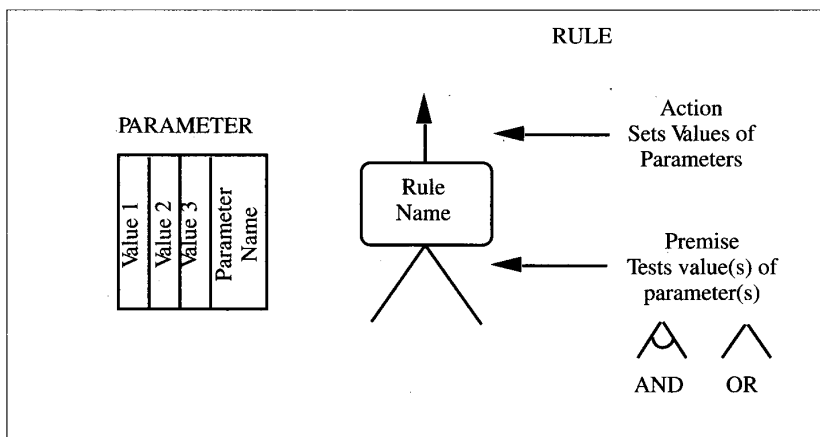 RULE
PARAMETER
Value 1
Value 2
Value 3
Parameter
Name
Rule
Name
Action
Sets Values of
Parameters
Premise
Tests value(s) of
parameter(s)
AND OR